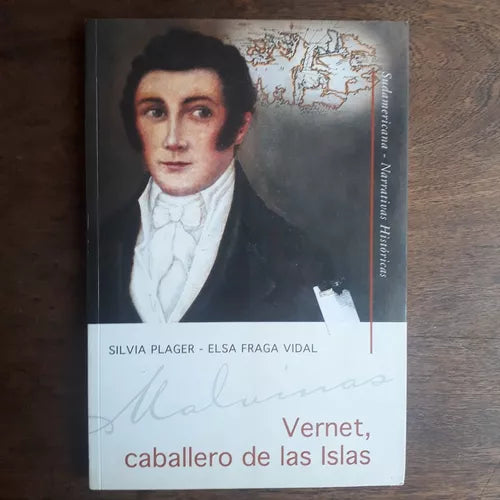 Sudamericana - Narrativas Históricas
SILVIA PLAGER - ELSA FRAGA VIDAL
Malvinas
Vernet,
caballero de las Islas